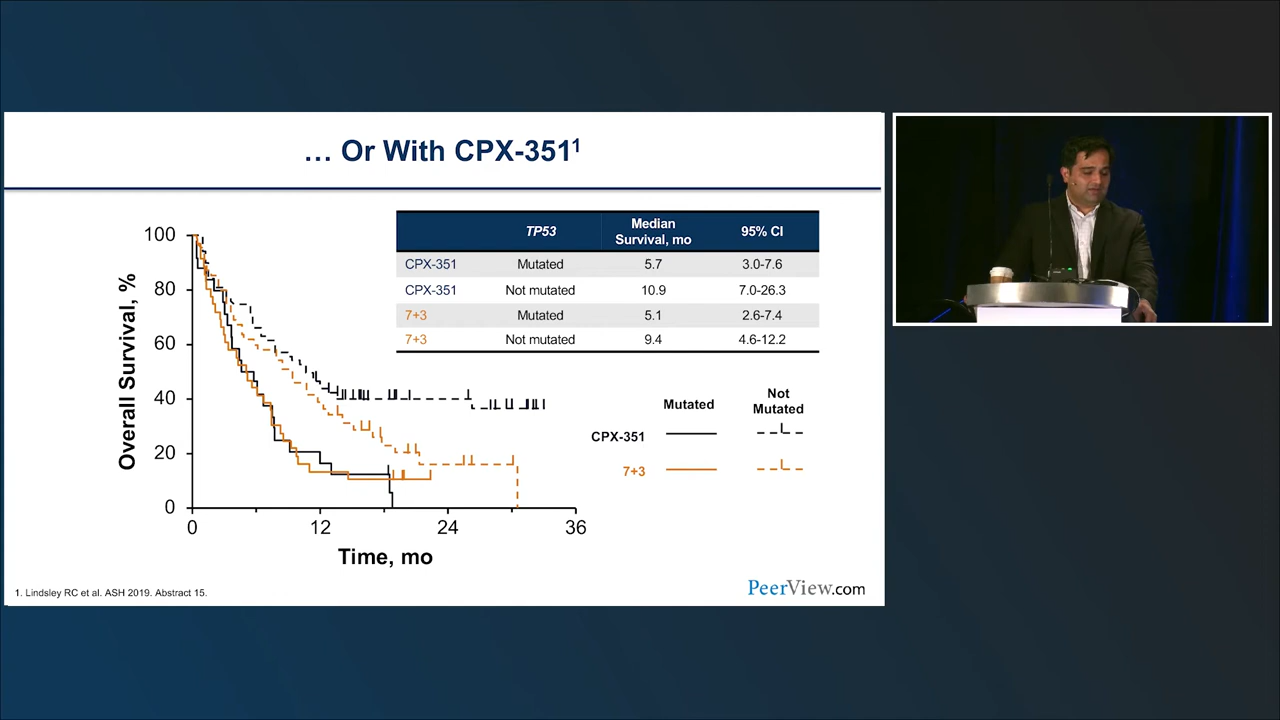 … Or With CPX-351¹
TP53
Median
Survival, mo
95% CI
CPX-351 Mutated 5.7 3.0-7.6
CPX-351 Not mutated 10.9 7.0-26.3
7+3 Mutated 5.1 2.6-7.4
7+3 Not mutated 9.4 4.6-12.2
Overall Survival, %
100
80
60
40
20
0
0 12 24 36
Time, mo
Mutated
Not
Mutated
CPX-351
7+3
1. Lindsley RC et al. ASH 2019. Abstract 15.
PeerView.com